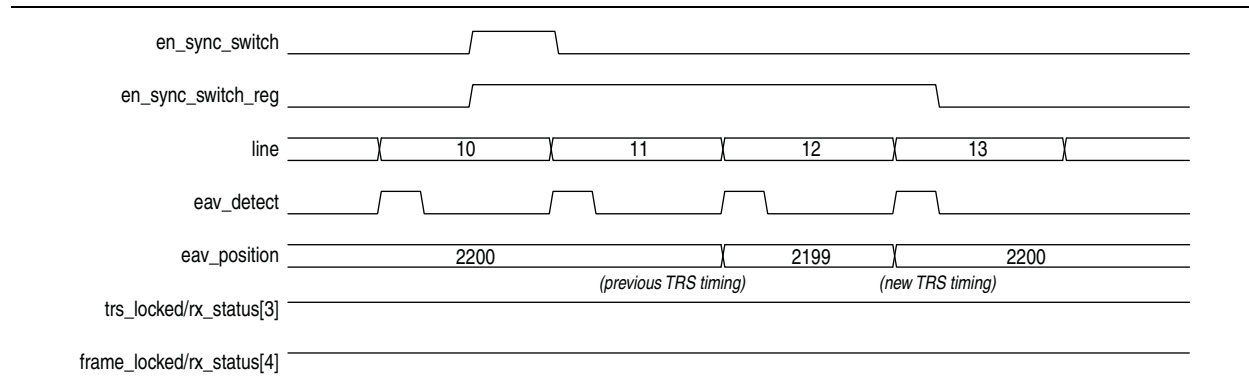 en_sync_switch
en_sync_switch_reg
line 10 11 12 13
eav_detect
eav_position 2200 2199 2200
(previous TRS timing) (new TRS timing)
trs_locked/rx_status[3]
frame_locked/rx_status[4]